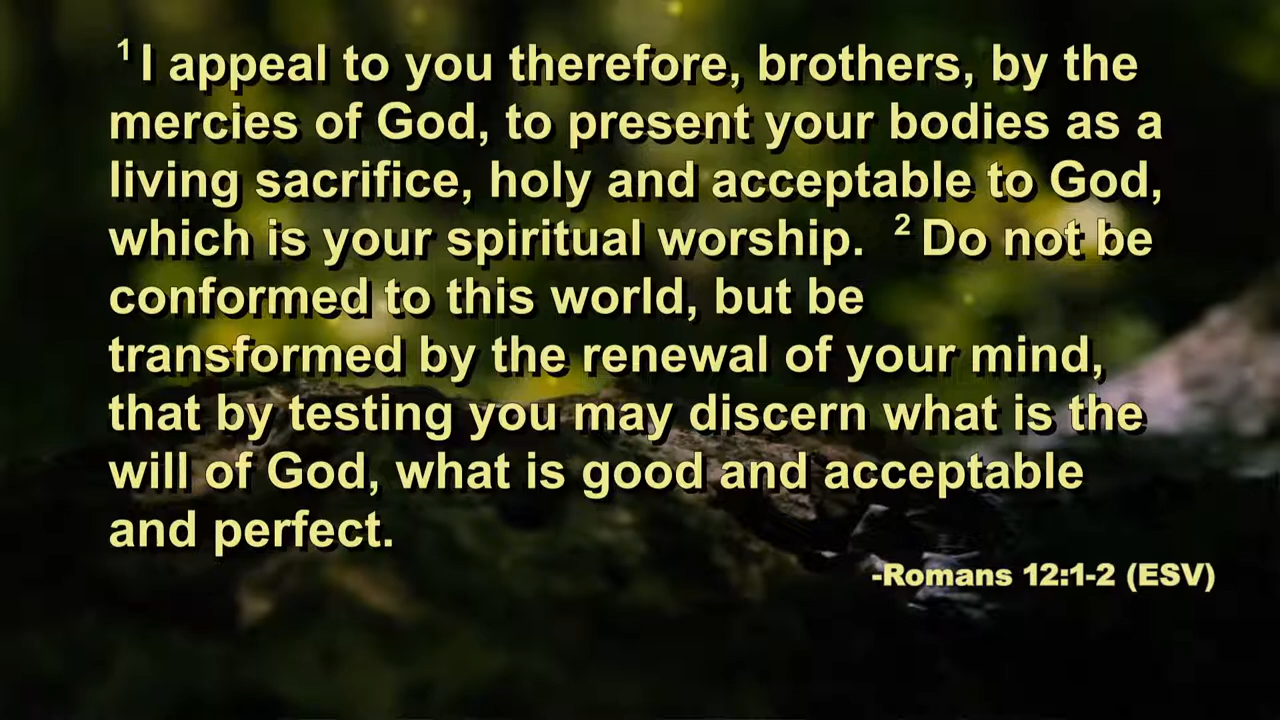 1 I appeal to you therefore, brothers, by the
mercies of God, to present your bodies as a
living sacrifice, holy and acceptable to God,
which is your spiritual worship. 2 Do not be
conformed to this world, but be
transformed by the renewal of your mind,
that by testing you may discern what is the
will of God, what is good and acceptable
and perfect.
-Romans 12:1-2 (ESV)